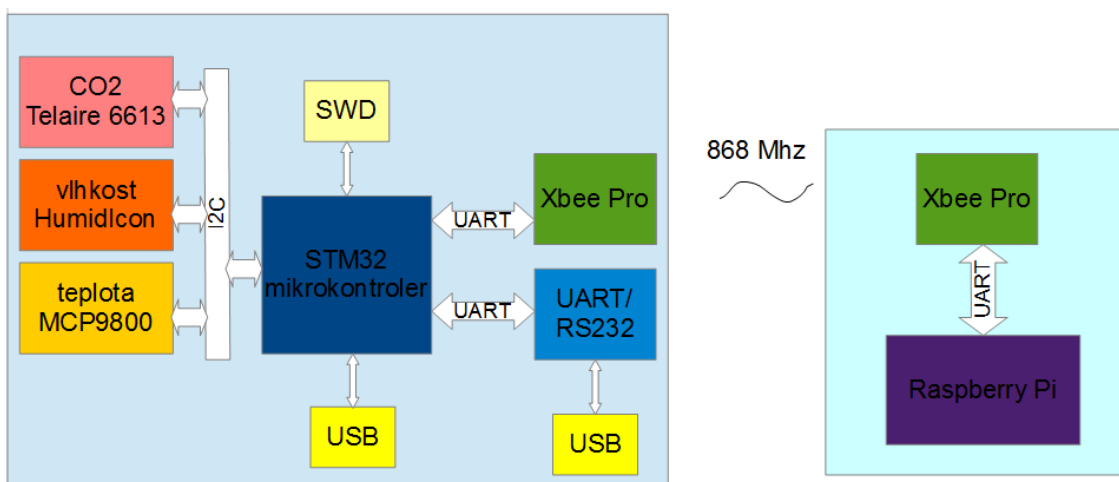 CO2
Telaire 6613
vlhkost
HumidIcon
teplota
MCP9800
I2C
SWD
STM32
mikrokontroler
USB
UART
Xbee Pro
UART
UART/
RS232
USB
868 Mhz
Xbee Pro
UART
Raspberry Pi